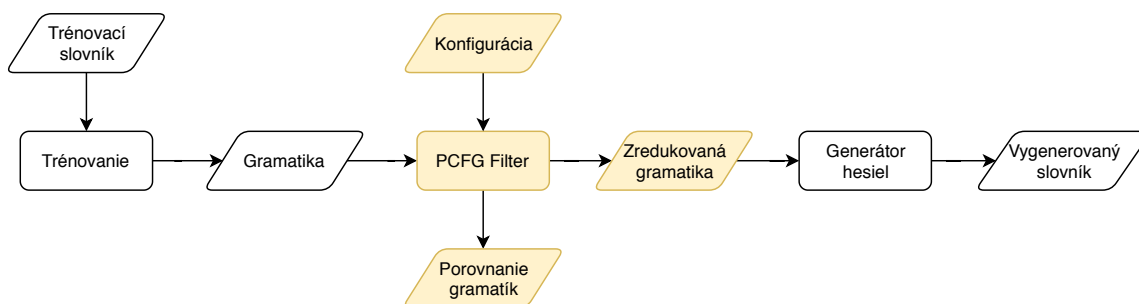 Trénovací
slovník
Konfigurácia
Trénovanie
Gramatika
PCFG Filter
Zredukovaná
gramatika
Generátor
hesiel
Vygenerovaný
slovník
Porovnanie
gramatík